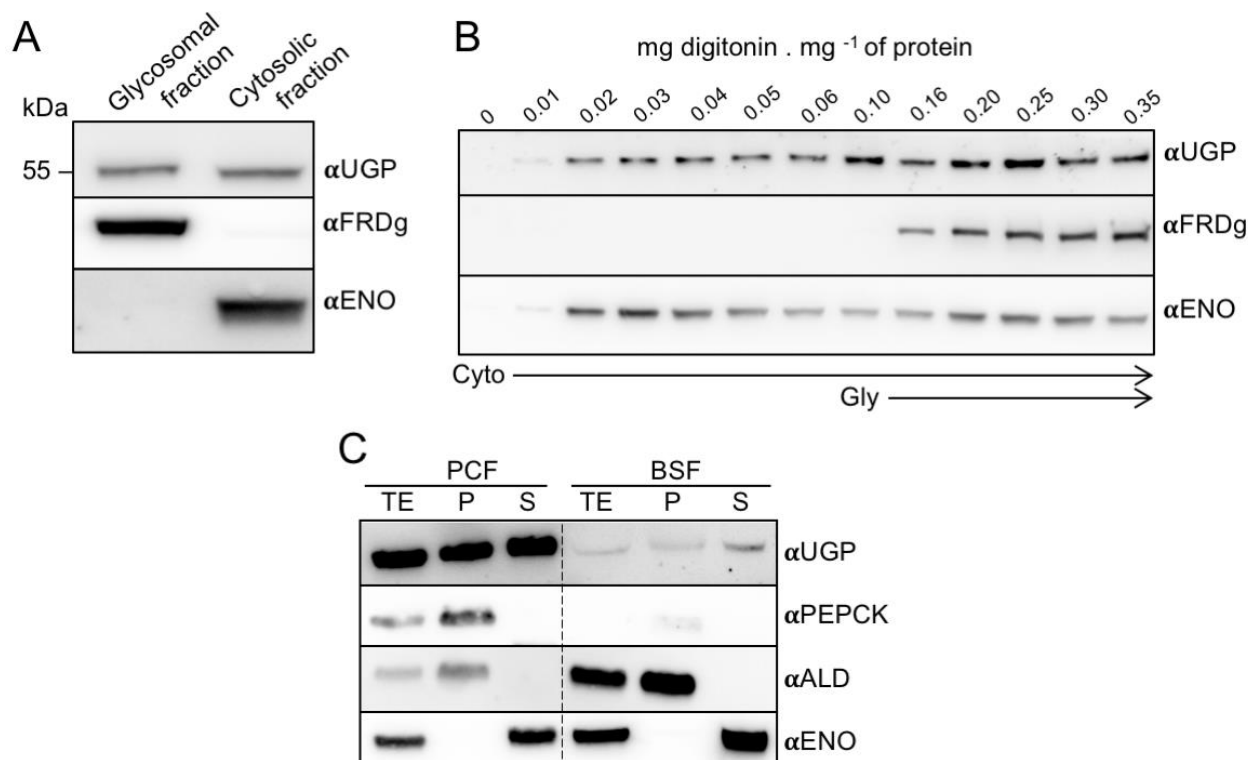 A
Glycosomal fraction
Cytosolic fraction
kDa
55
αUGP
αFRDg
αENO
B
mg digitonin . mg ⁻¹ of protein
0 0.01 0.02 0.03 0.04 0.05 0.06 0.10 0.16 0.20 0.25 0.30 0.35
αUGP
αFRDg
αENO
Cyto
Gly
C
PCF BSF
TE P S TE P S
αUGP
αPEPCK
αALD
αENO